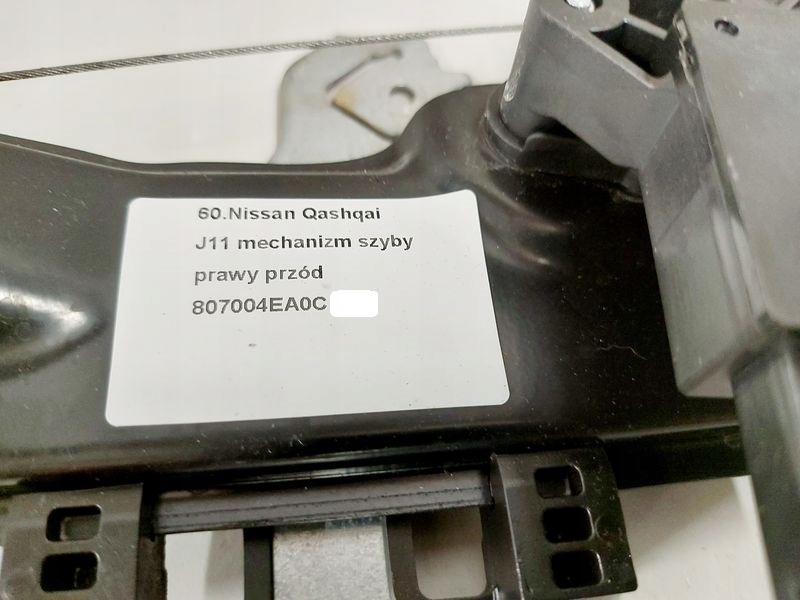 60.Nissan Qashqai
J11 mechanizm szyby
prawy przód
807004EA0C